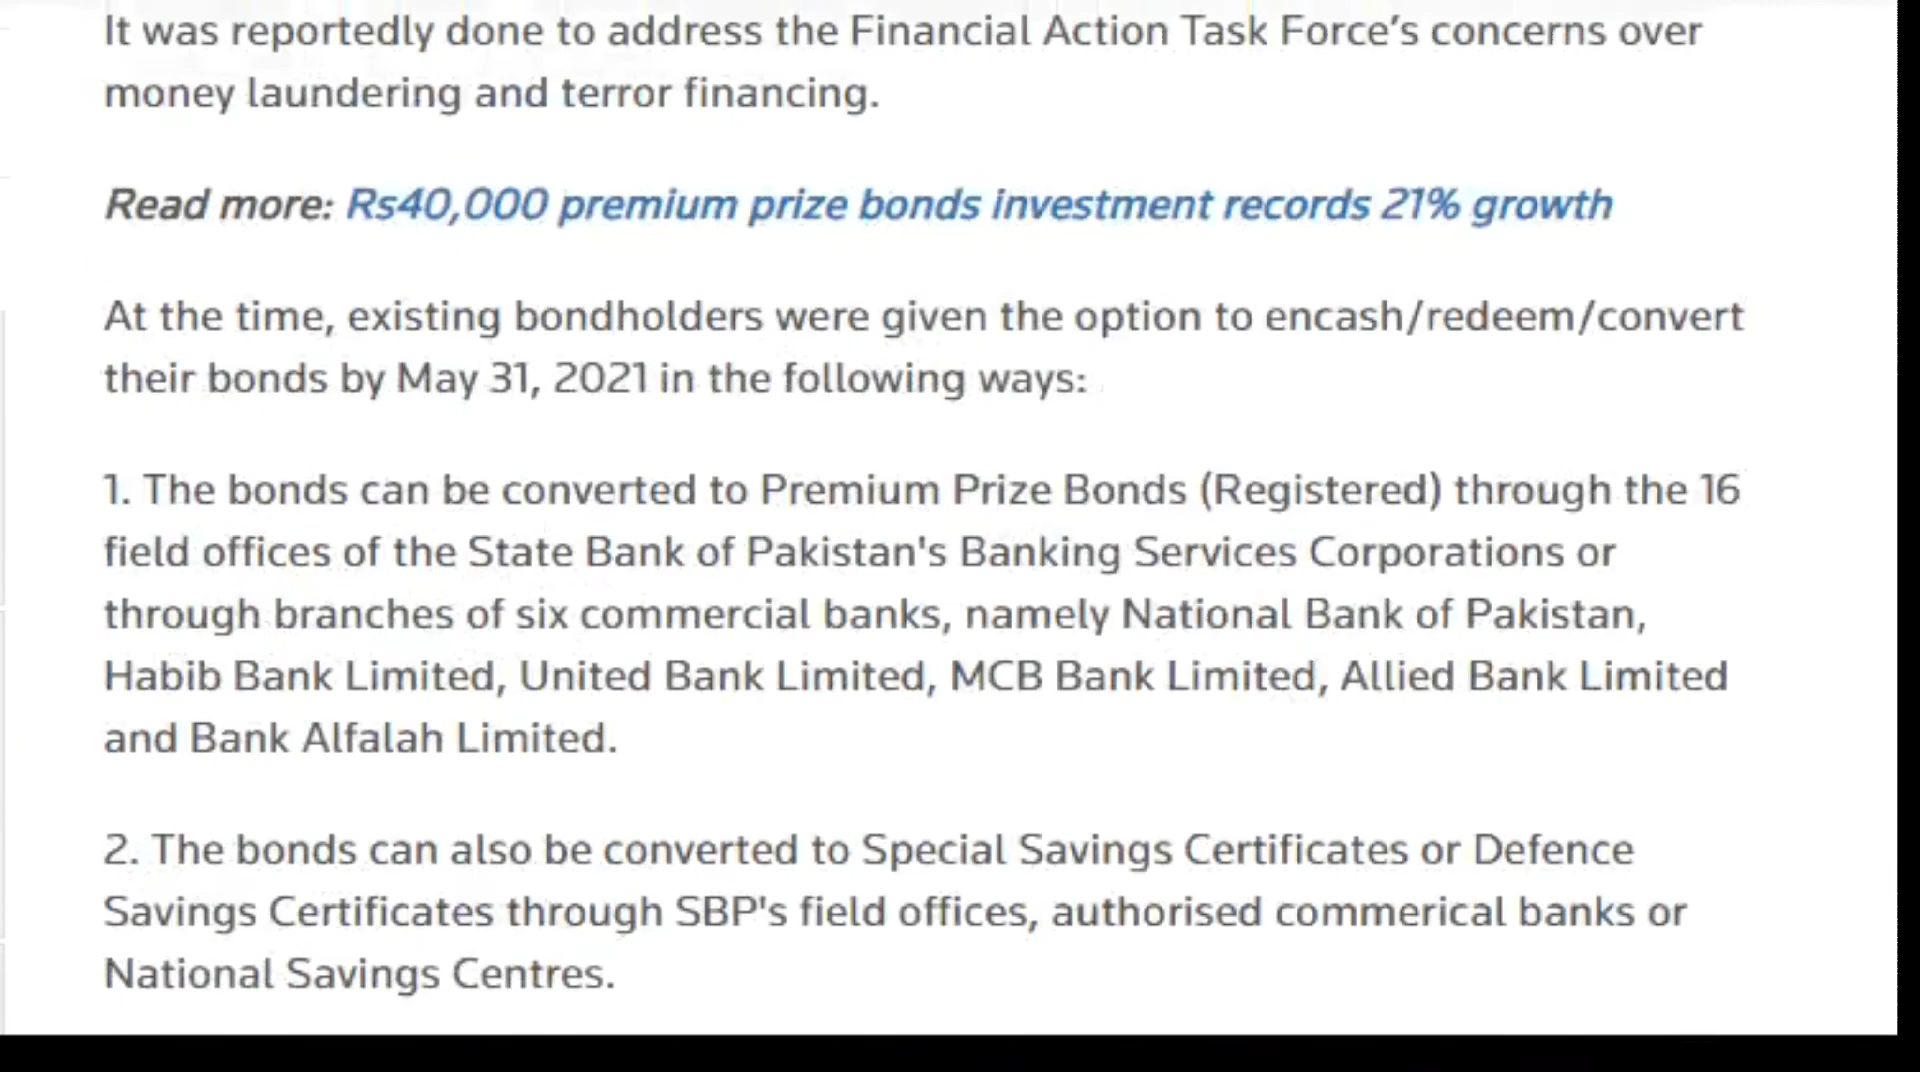 It was reportedly done to address the Financial Action Task Force’s concerns over
money laundering and terror financing.
Read more: Rs40,000 premium prize bonds investment records 21% growth
At the time, existing bondholders were given the option to encash/redeem/convert
their bonds by May 31, 2021 in the following ways:
1. The bonds can be converted to Premium Prize Bonds (Registered) through the 16
field offices of the State Bank of Pakistan's Banking Services Corporations or
through branches of six commercial banks, namely National Bank of Pakistan,
Habib Bank Limited, United Bank Limited, MCB Bank Limited, Allied Bank Limited
and Bank Alfalah Limited.
2. The bonds can also be converted to Special Savings Certificates or Defence
Savings Certificates through SBP's field offices, authorised commerical banks or
National Savings Centres.